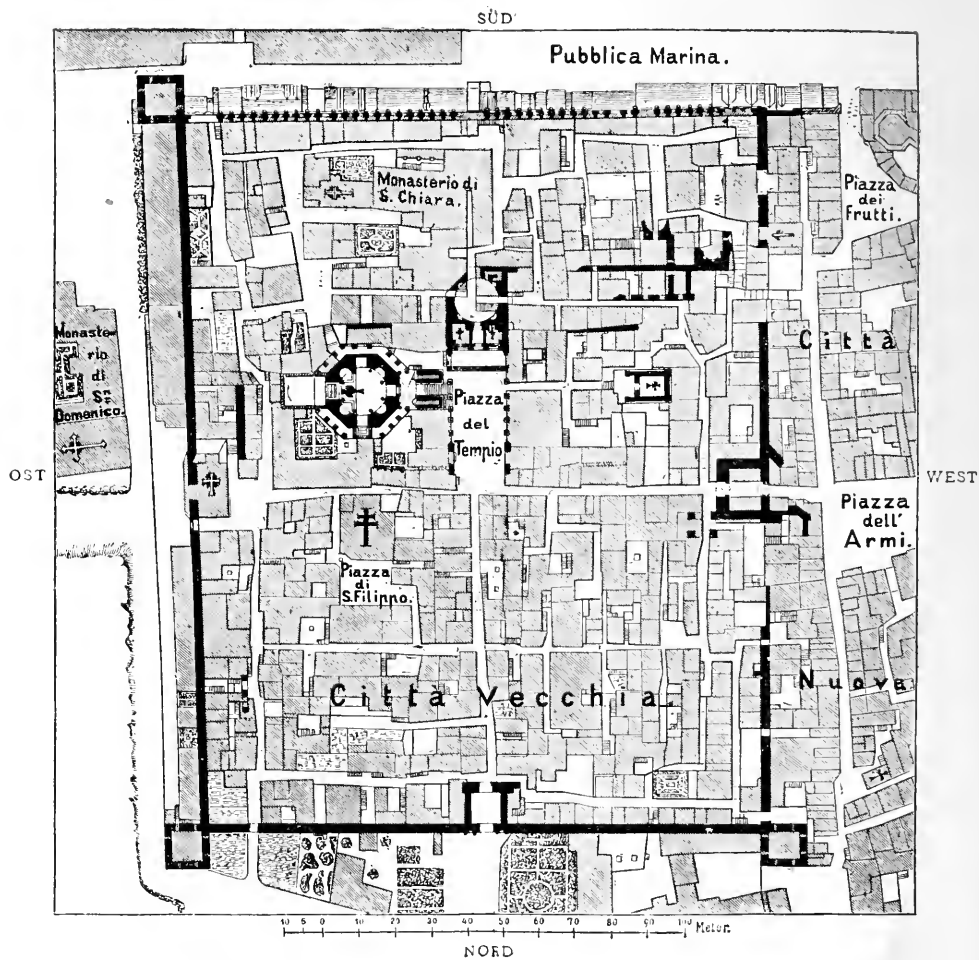 SÜD
Pubblica Marina.
Monasterio di
S. Chiara.
Piazza
dei
Frutti.
Monaste-
rio
di
Domenico.
Città
Piazza
del
Tempio
OST
WEST
Piazza
dell'
Armi.
Piazza
di
S. Filippo.
Nuova
Città Vecchia.
10 5 0 10 20 30 40 50 60 70 80 90 100 Meter.
NORD